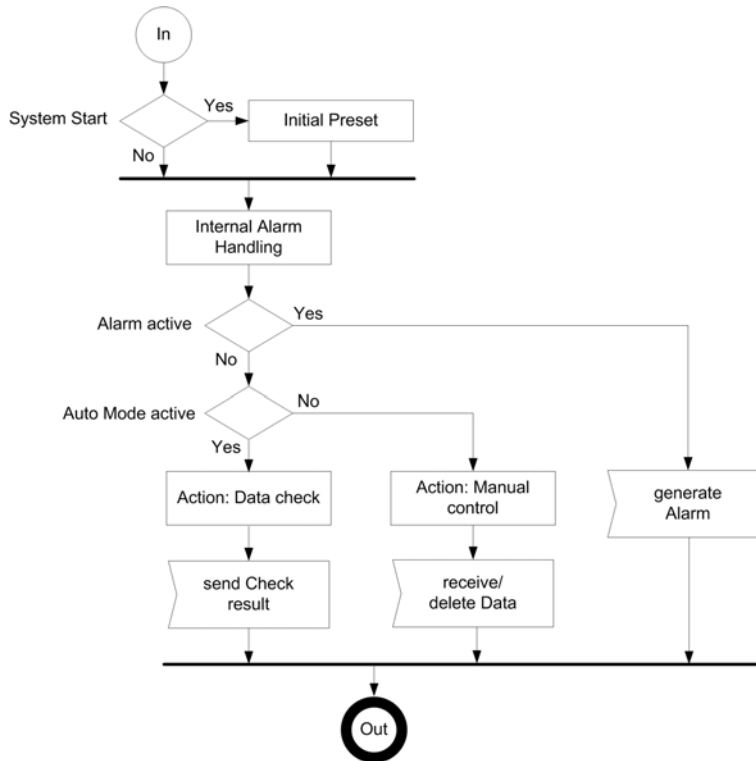 In
System Start
Yes
Initial Preset
No
Internal Alarm
Handling
Alarm active
Yes
No
Auto Mode active
No
Yes
Action: Data check
Action: Manual
control
generate
Alarm
send Check
result
receive/
delete Data
Out